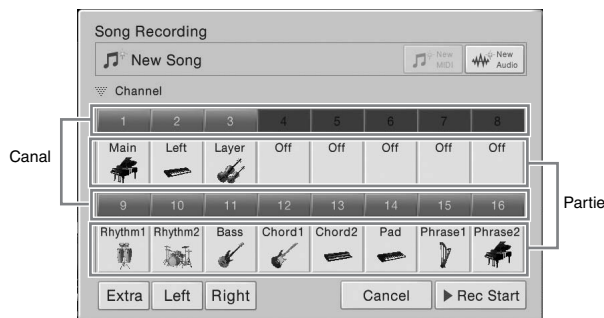 Song Recording
New Song
New MIDI
New Audio
Channel
1 2 3 4 5 6 7 8
Canal
Main Left Layer Off Off Off Off Off
Partie
9 10 11 12 13 14 15 16
Rhythm1 Rhythm2 Bass Chord1 Chord2 Pad Phrase1 Phrase2
Extra Left Right Cancel Rec Start